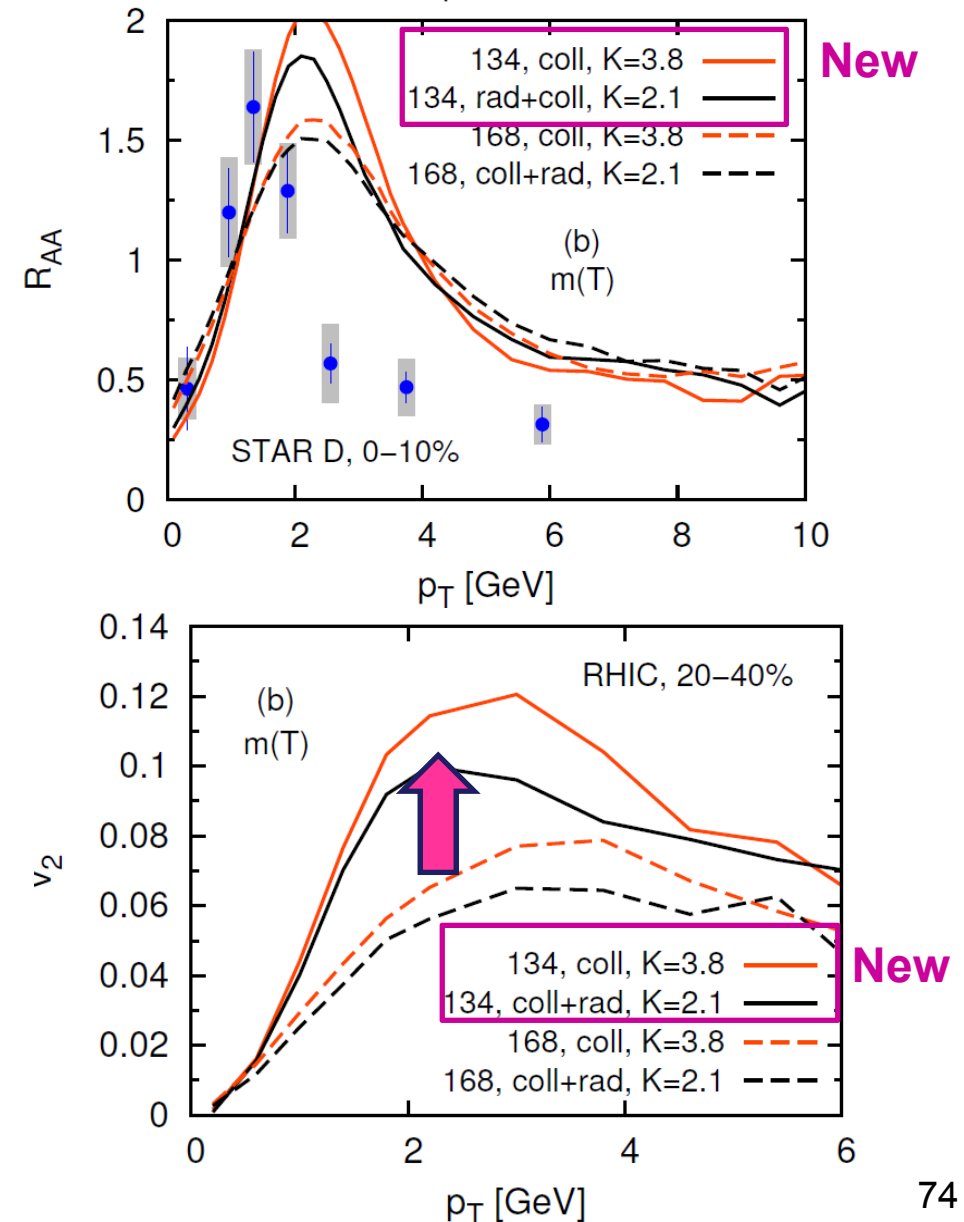 2
1.5
1
0.5
0
R_AA
134, coll, K=3.8
134, rad+coll, K=2.1
168, coll, K=3.8
168, coll+rad, K=2.1
New
(b)
m(T)
STAR D, 0−10%
0 2 4 6 8 10
p_T [GeV]
0.14
0.12
0.1
0.08
0.06
0.04
0.02
0
v_2
RHIC, 20−40%
(b)
m(T)
134, coll, K=3.8
134, coll+rad, K=2.1
168, coll, K=3.8
168, coll+rad, K=2.1
New
0 2 4 6
p_T [GeV]
74